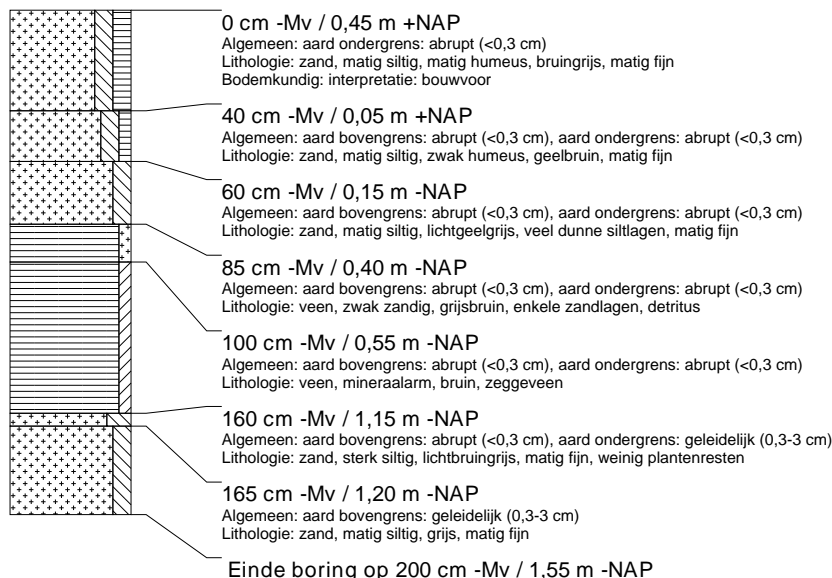 0 cm -Mv / 0,45 m +NAP
Algemeen: aard ondergrens: abrupt (<0,3 cm)
Lithologie: zand, matig siltig, matig humeus, bruingrijs, matig fijn
Bodemkundig: interpretatie: bouwvoor
40 cm -Mv / 0,05 m +NAP
Algemeen: aard bovengrens: abrupt (<0,3 cm), aard ondergrens: abrupt (<0,3 cm)
Lithologie: zand, matig siltig, zwak humeus, geelbruin, matig fijn
60 cm -Mv / 0,15 m -NAP
Algemeen: aard bovengrens: abrupt (<0,3 cm), aard ondergrens: abrupt (<0,3 cm)
Lithologie: zand, matig siltig, lichtgeelgrijs, veel dunne siltlagen, matig fijn
85 cm -Mv / 0,40 m -NAP
Algemeen: aard bovengrens: abrupt (<0,3 cm), aard ondergrens: abrupt (<0,3 cm)
Lithologie: veen, zwak zandig, grijsbruin, enkele zandlagen, detritus
100 cm -Mv / 0,55 m -NAP
Algemeen: aard bovengrens: abrupt (<0,3 cm), aard ondergrens: abrupt (<0,3 cm)
Lithologie: veen, mineraalarm, bruin, zeggeveen
160 cm -Mv / 1,15 m -NAP
Algemeen: aard bovengrens: abrupt (<0,3 cm), aard ondergrens: geleidelijk (0,3-3 cm)
Lithologie: zand, sterk siltig, lichtbruingrijs, matig fijn, weinig plantenresten
165 cm -Mv / 1,20 m -NAP
Algemeen: aard bovengrens: geleidelijk (0,3-3 cm)
Lithologie: zand, matig siltig, grijs, matig fijn
Einde boring op 200 cm -Mv / 1,55 m -NAP